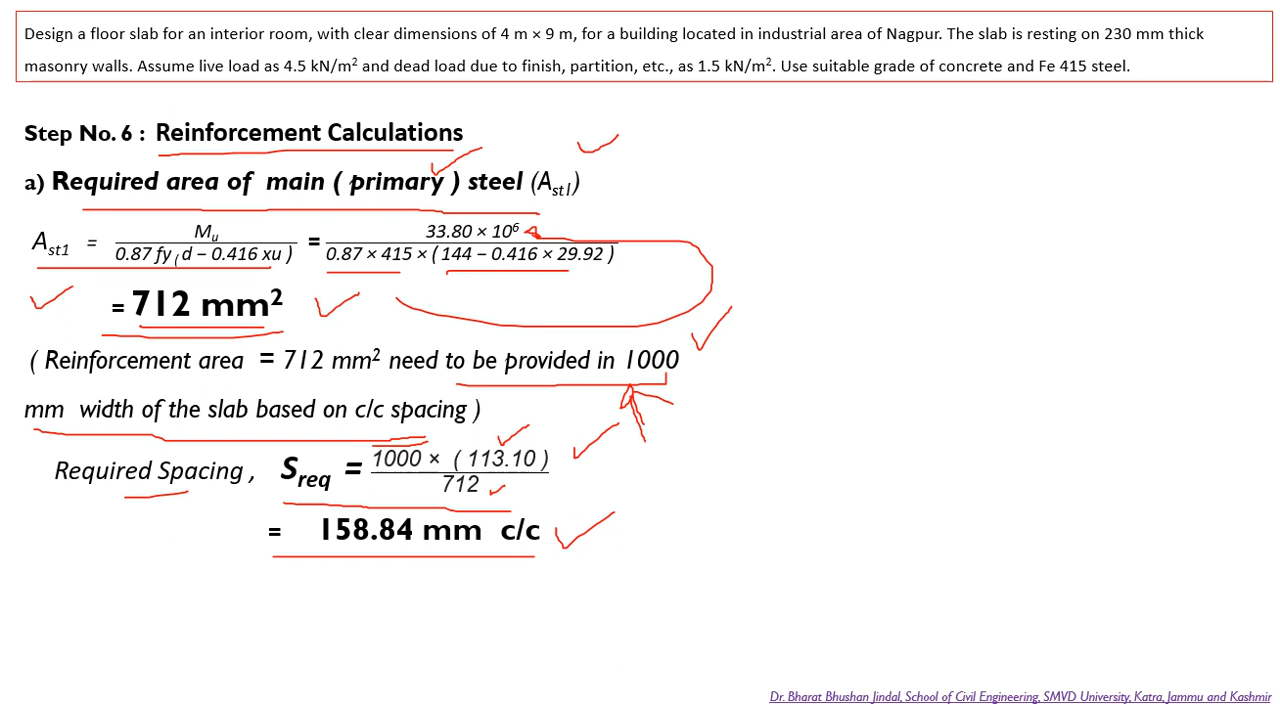 Design a floor slab for an interior room, with clear dimensions of 4 m × 9 m, for a building located in industrial area of Nagpur. The slab is resting on 230 mm thick
masonry walls. Assume live load as 4.5 kN/m² and dead load due to finish, partition, etc., as 1.5 kN/m². Use suitable grade of concrete and Fe 415 steel.
Step No. 6 : Reinforcement Calculations
a) Required area of main ( primary ) steel (Ast1)
Ast1 = Mu / 0.87 fy ( d − 0.416 xu ) = 33.80 × 10⁶ / 0.87 × 415 × ( 144 − 0.416 × 29.92 )
= 712 mm²
( Reinforcement area = 712 mm² need to be provided in 1000
mm width of the slab based on c/c spacing )
Required Spacing , Sreq = 1000 × ( 113.10 ) / 712
= 158.84 mm c/c
Dr. Bharat Bhushan Jindal, School of Civil Engineering, SMVD University, Katra, Jammu and Kashmir